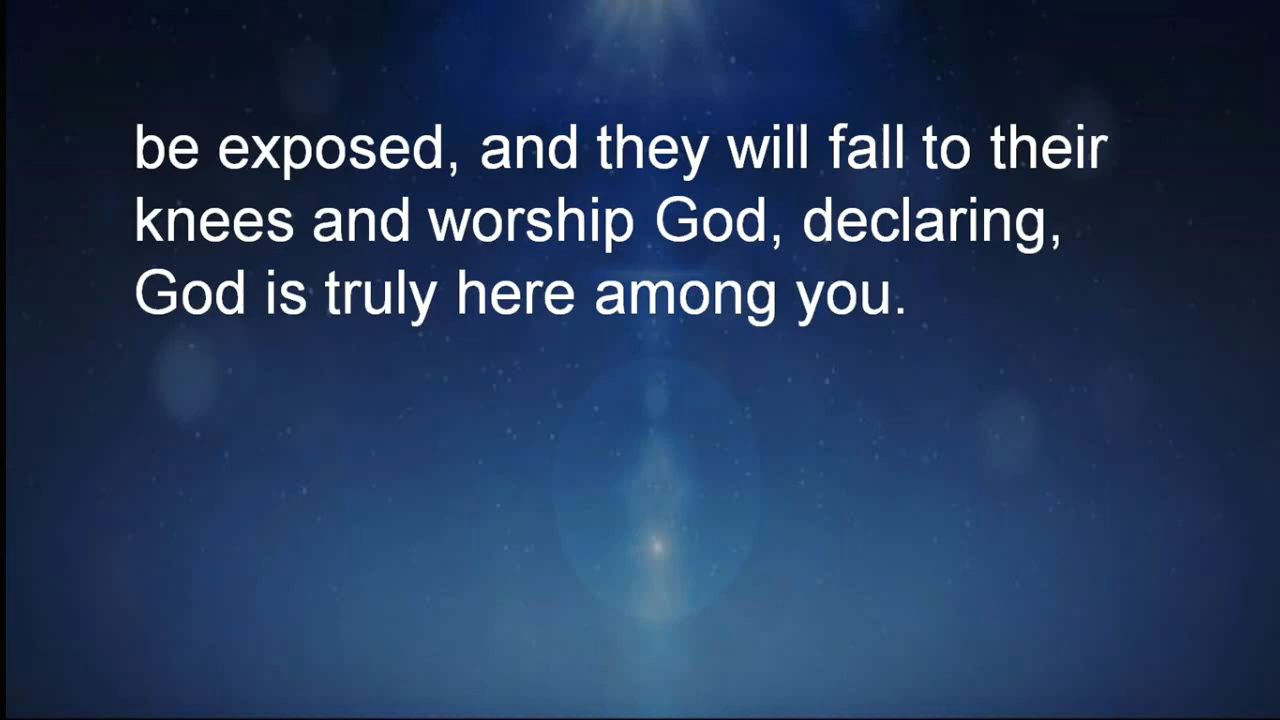 be exposed, and they will fall to their
knees and worship God, declaring,
God is truly here among you.